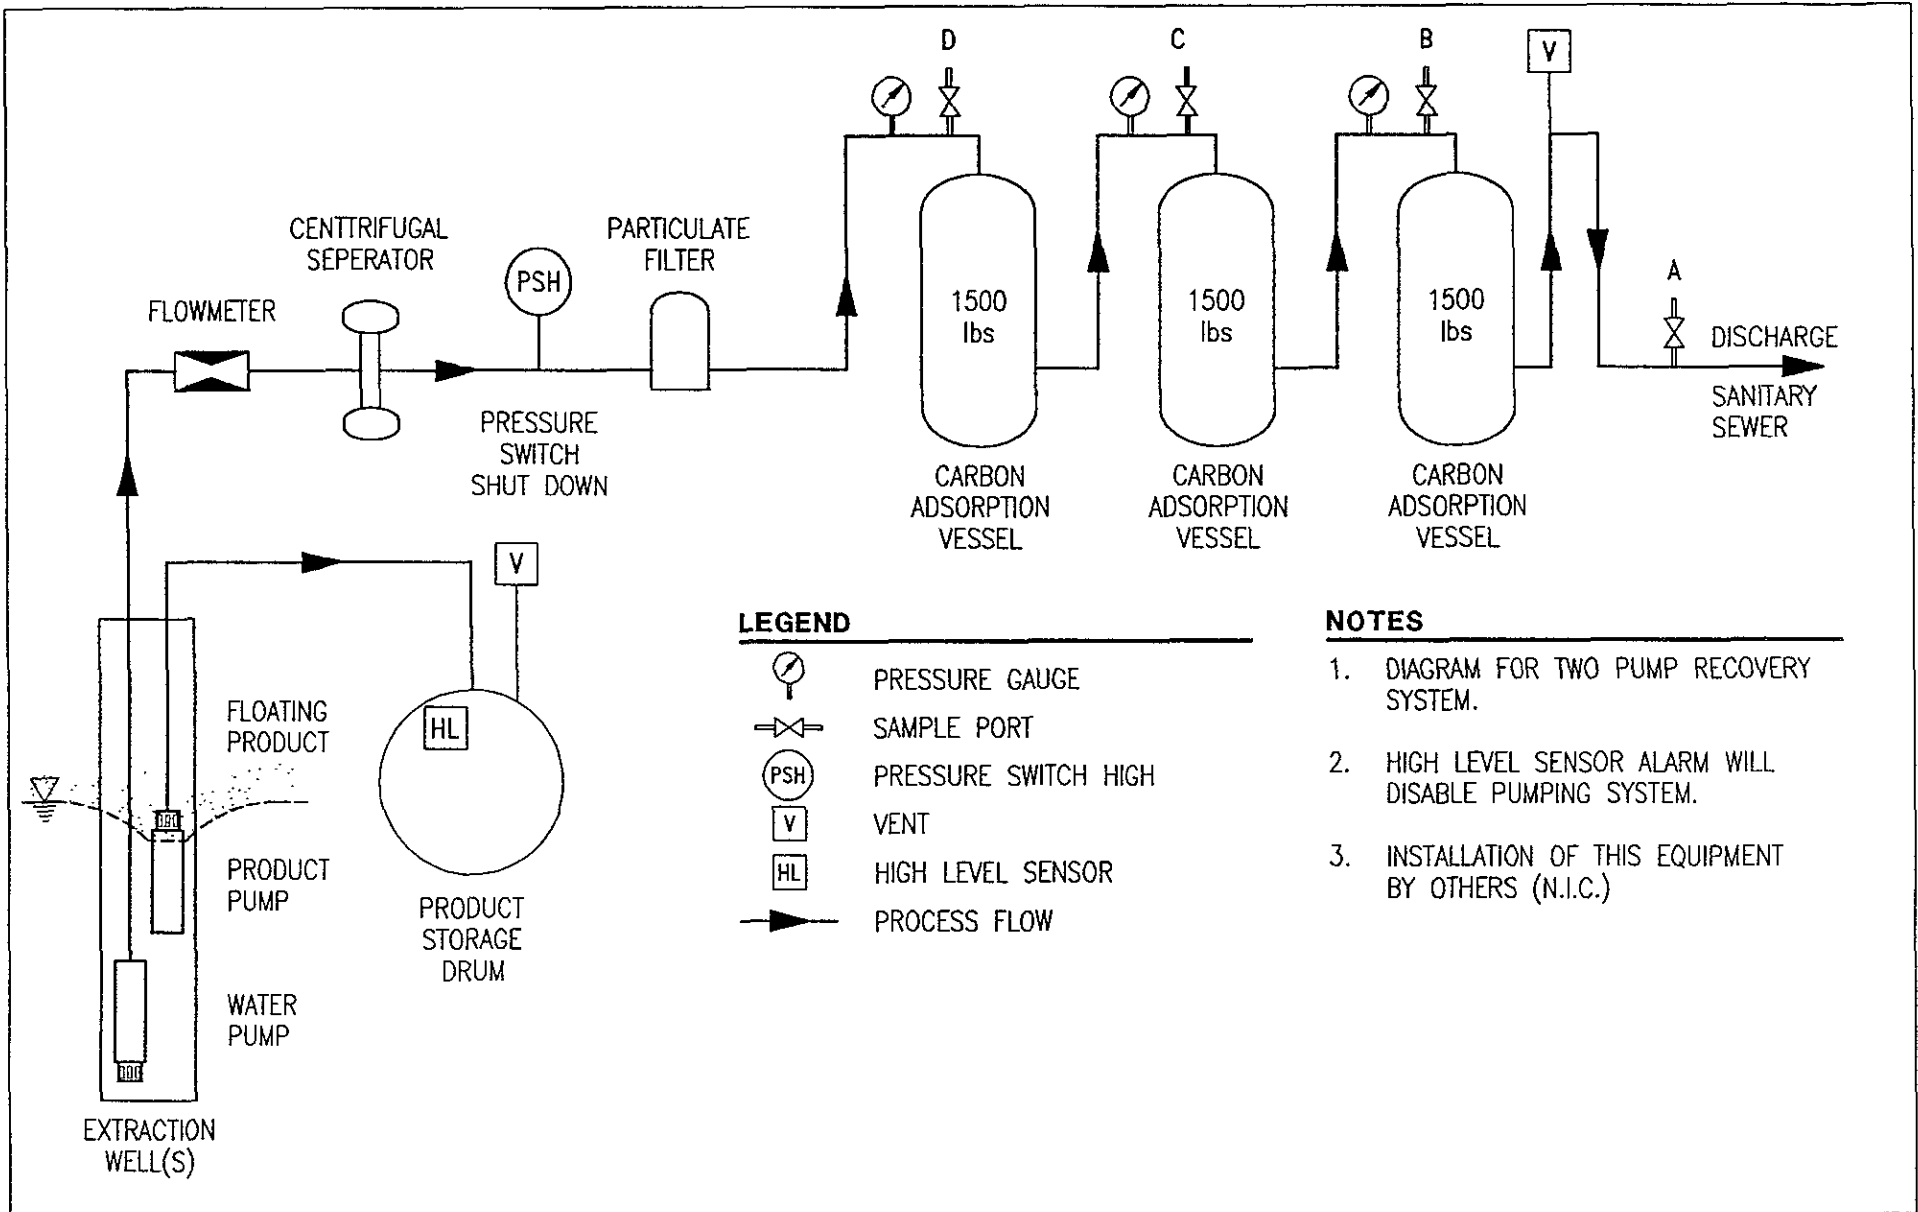 D
C
B
V
CENTTRIFUGAL
SEPERATOR
PARTICULATE
FILTER
PSH
FLOWMETER
1500
lbs
1500
lbs
1500
lbs
A
DISCHARGE
SANITARY
SEWER
PRESSURE
SWITCH
SHUT DOWN
CARBON
ADSORPTION
VESSEL
CARBON
ADSORPTION
VESSEL
CARBON
ADSORPTION
VESSEL
V
FLOATING
PRODUCT
HL
PRODUCT
PUMP
PRODUCT
STORAGE
DRUM
WATER
PUMP
EXTRACTION
WELL(S)
LEGEND
PRESSURE GAUGE
SAMPLE PORT
PSH PRESSURE SWITCH HIGH
V VENT
HL HIGH LEVEL SENSOR
PROCESS FLOW
NOTES
1. DIAGRAM FOR TWO PUMP RECOVERY
SYSTEM.
2. HIGH LEVEL SENSOR ALARM WILL
DISABLE PUMPING SYSTEM.
3. INSTALLATION OF THIS EQUIPMENT
BY OTHERS (N.I.C.)